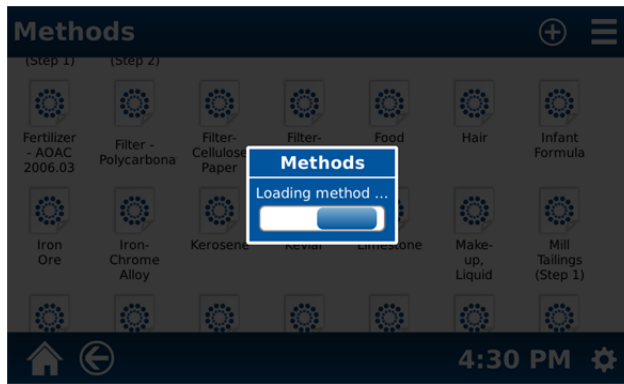 Methods
(Step 1) (Step 2)
Fertilizer
- AOAC
2006.03
Filter -
Polycarbona
Filter-
Cellulose
Paper
Filter-
Food
Hair
Infant
Formula
Methods
Loading method ...
Iron
Ore
Iron-
Chrome
Alloy
Kerosene
Kevlar
Limestone
Make-
up,
Liquid
Mill
Tailings
(Step 1)
4:30 PM